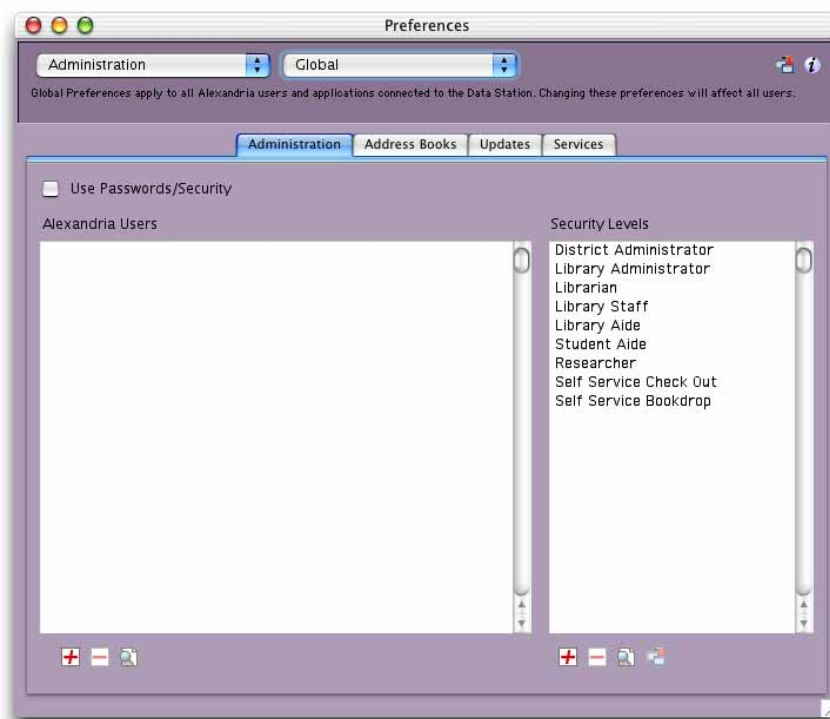 Preferences
Administration Global
Global Preferences apply to all Alexandria users and applications connected to the Data Station. Changing these preferences will affect all users.
Administration Address Books Updates Services
Use Passwords/Security
Alexandria Users
Security Levels
District Administrator
Library Administrator
Librarian
Library Staff
Library Aide
Student Aide
Researcher
Self Service Check Out
Self Service Bookdrop